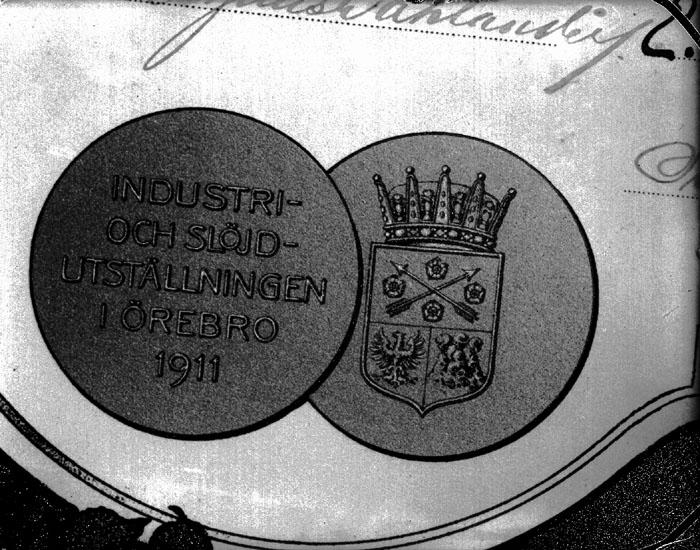 INDUSTRI-
OCH SLÖJD-
UTSTÄLLNINGEN
I ÖREBRO
1911